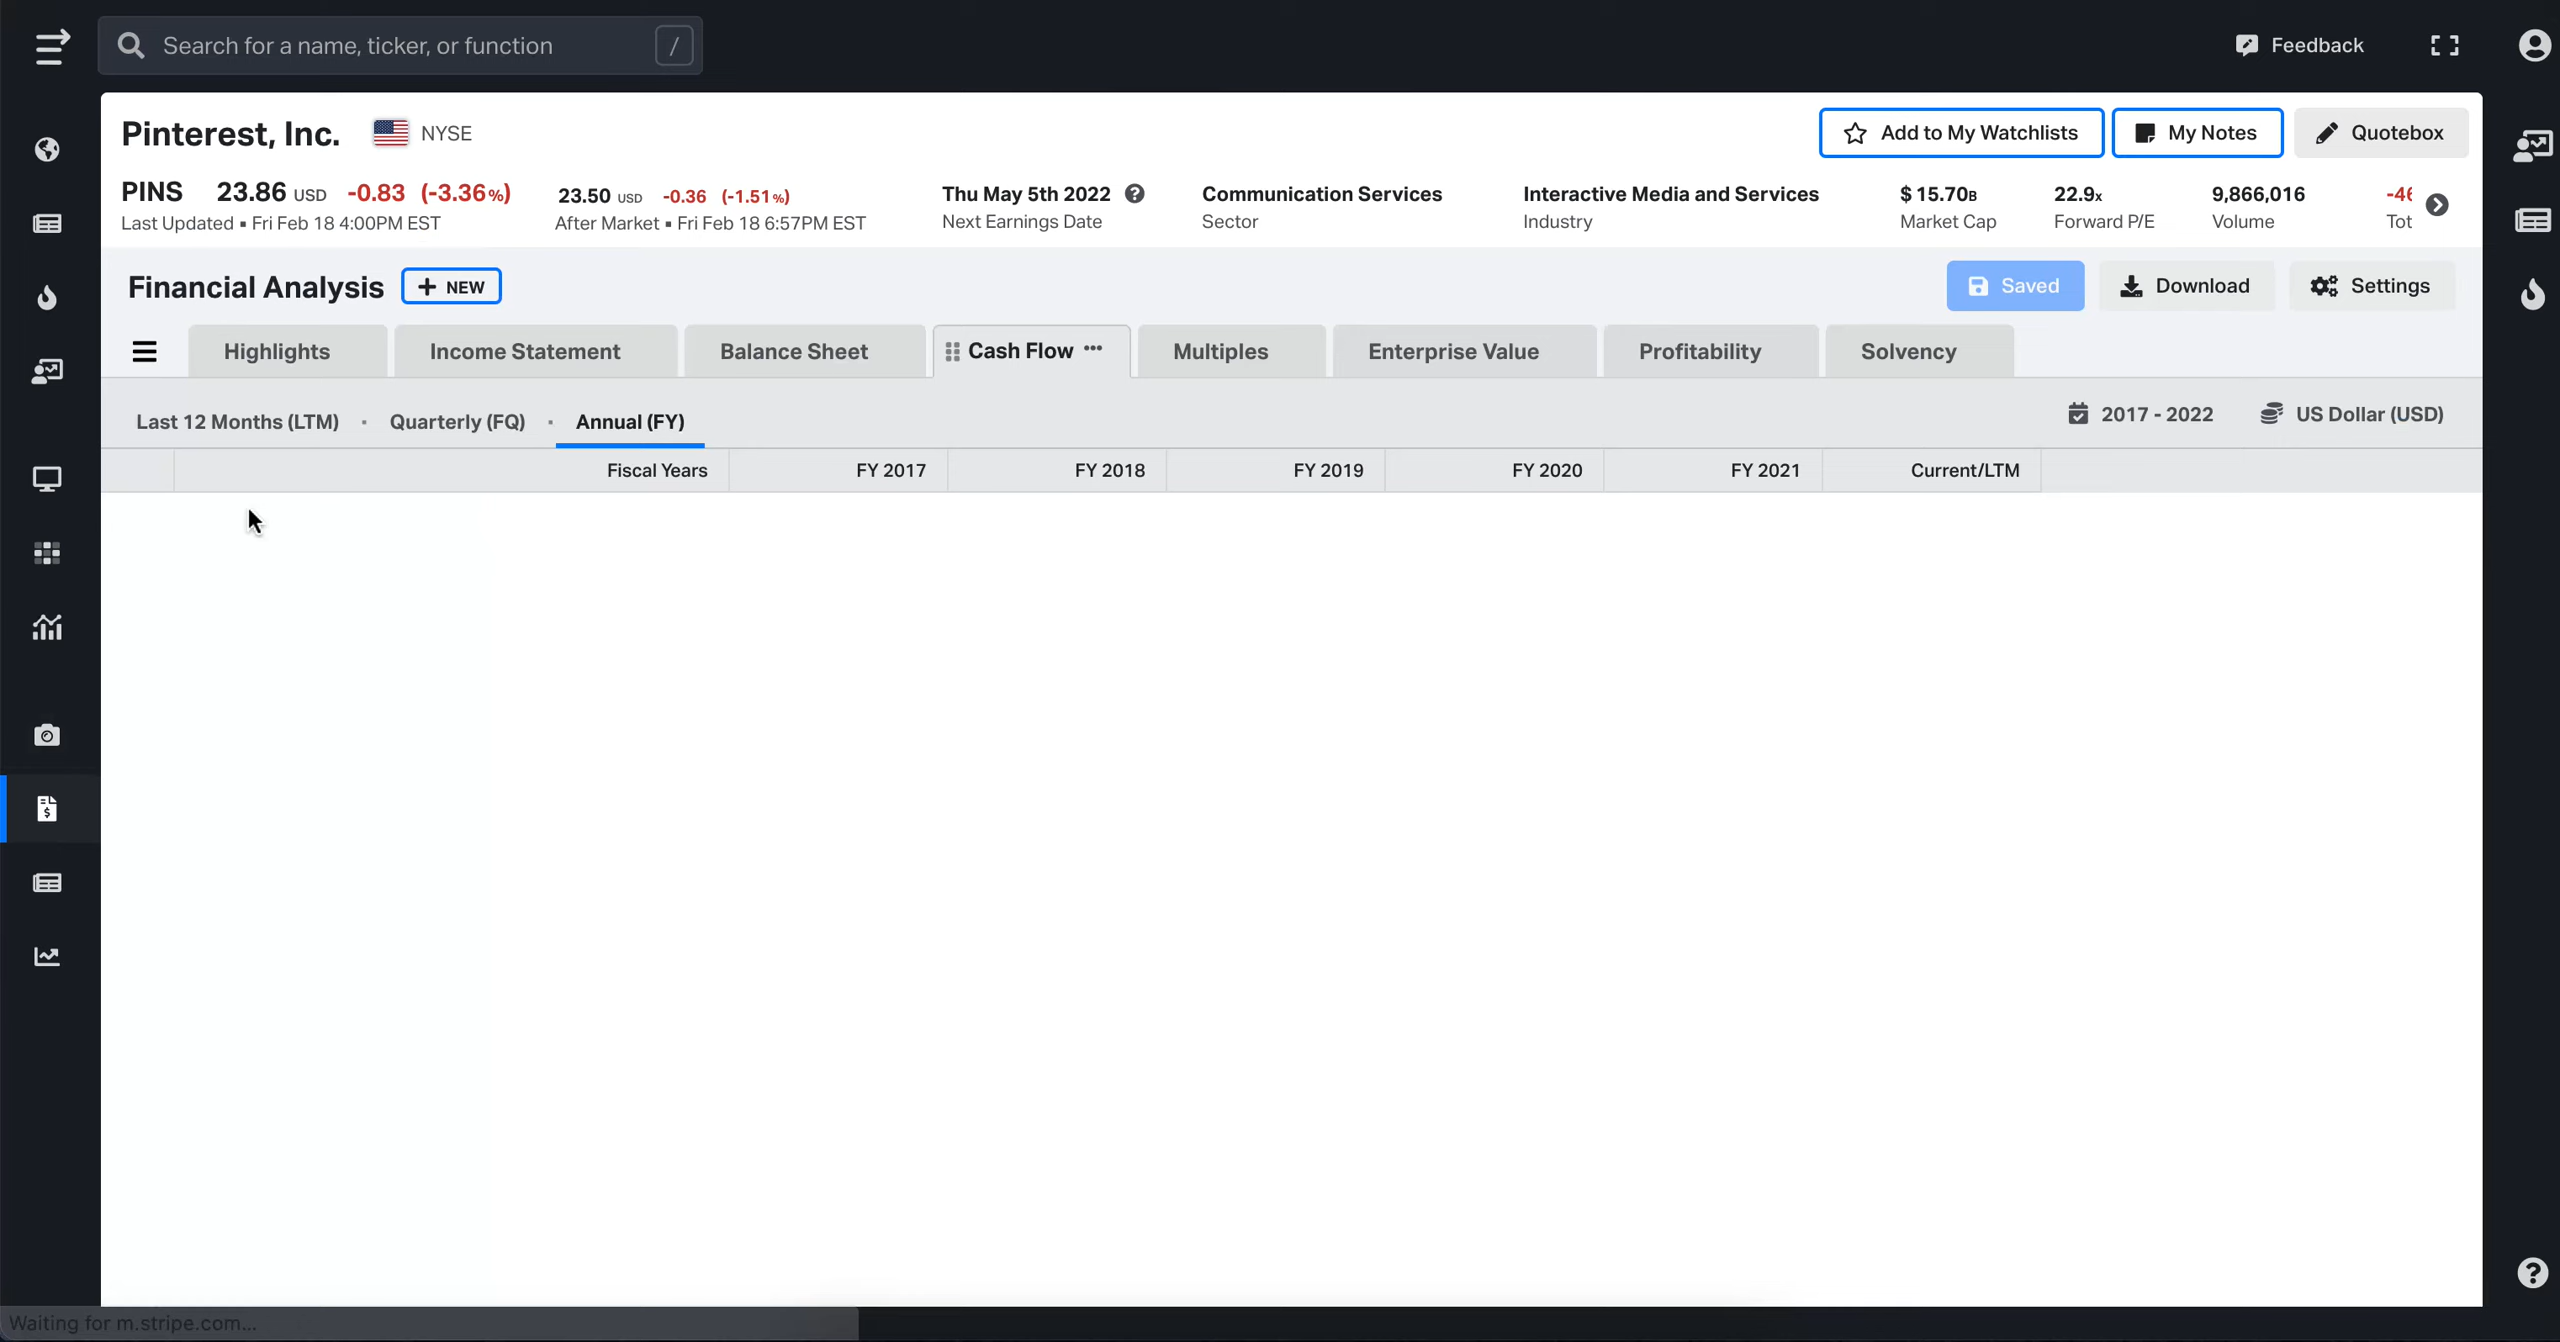 Search for a name, ticker, or function /
Feedback
Pinterest, Inc. NYSE
Add to My Watchlists
My Notes
Quotebox
PINS 23.86 USD -0.83 (-3.36%)
Last Updated ▪ Fri Feb 18 4:00PM EST
23.50 USD -0.36 (-1.51%)
After Market ▪ Fri Feb 18 6:57PM EST
Thu May 5th 2022 ?
Next Earnings Date
Communication Services
Sector
Interactive Media and Services
Industry
$ 15.70B
Market Cap
22.9x
Forward P/E
9,866,016
Volume
-46
Tot
Financial Analysis + NEW
Saved
Download
Settings
Highlights
Income Statement
Balance Sheet
Cash Flow ···
Multiples
Enterprise Value
Profitability
Solvency
Last 12 Months (LTM) · Quarterly (FQ) · Annual (FY)
2017 - 2022
US Dollar (USD)
Fiscal Years FY 2017 FY 2018 FY 2019 FY 2020 FY 2021 Current/LTM
Waiting for m.stripe.com...